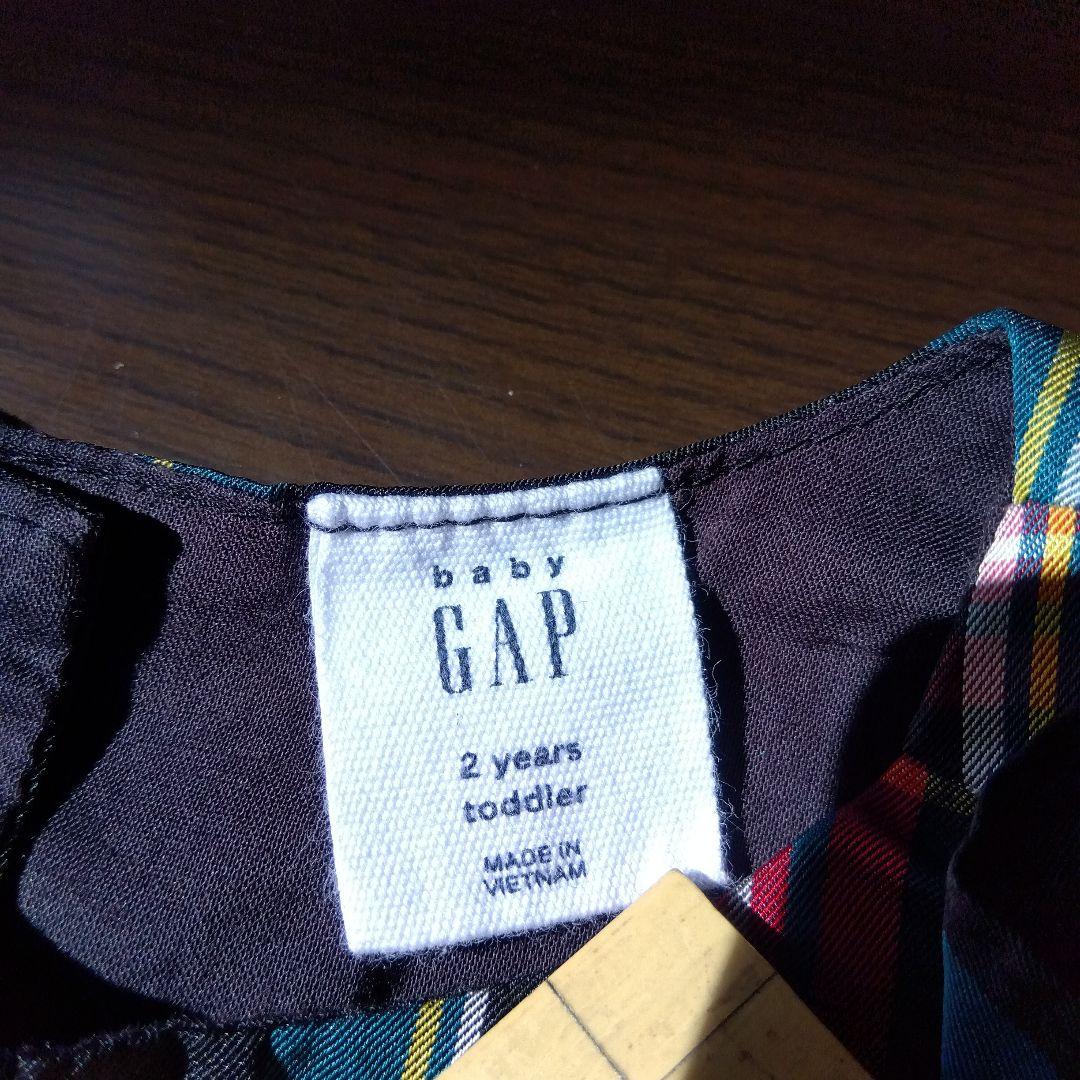 baby
GAP
2 years
toddler
MADE IN
VIETNAM